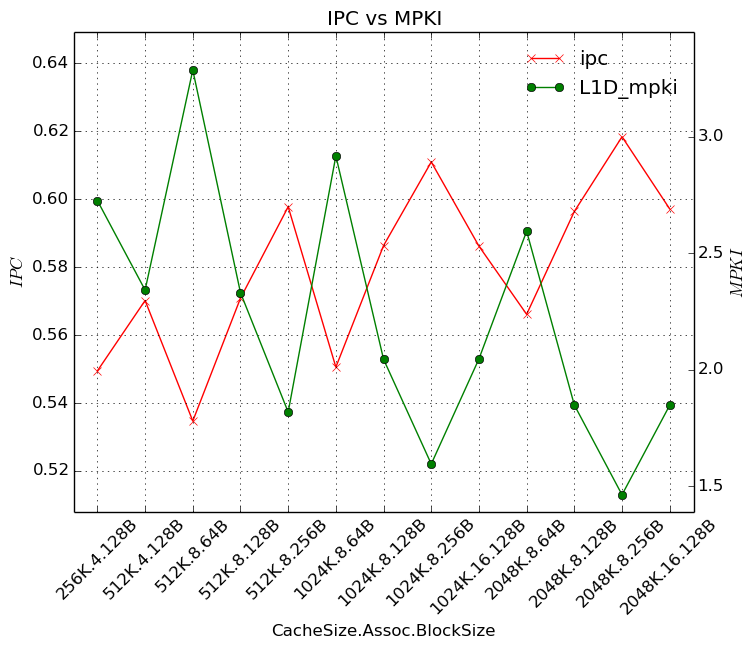 IPC vs MPKI
ipc
L1D_mpki
0.64
0.62
0.60
0.58
0.56
0.54
0.52
IPC
3.0
2.5
2.0
1.5
MPKI
256K.4.128B
512K.4.128B
512K.8.64B
512K.8.128B
512K.8.256B
1024K.8.64B
1024K.8.128B
1024K.8.256B
1024K.16.128B
2048K.8.64B
2048K.8.128B
2048K.8.256B
2048K.16.128B
CacheSize.Assoc.BlockSize